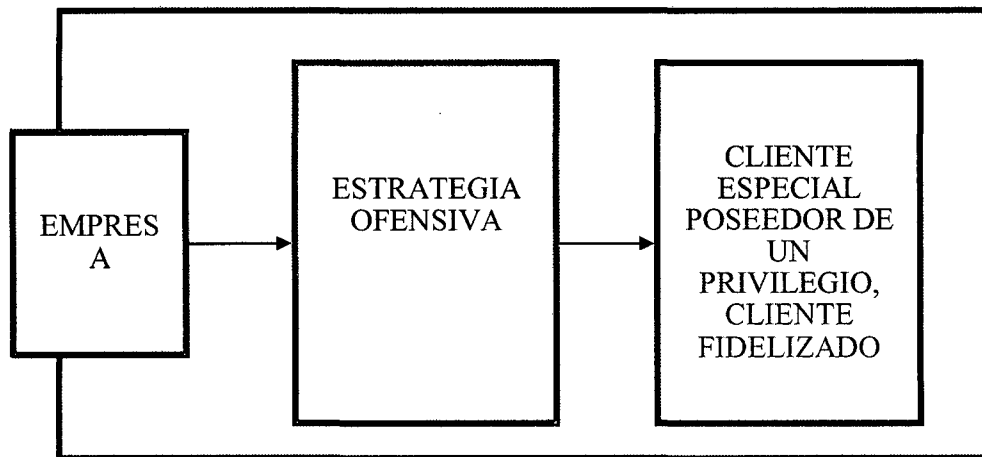 EMPRES
A
ESTRATEGIA
OFENSIVA
CLIENTE
ESPECIAL
POSEEDOR DE
UN
PRIVILEGIO,
CLIENTE
FIDELIZADO